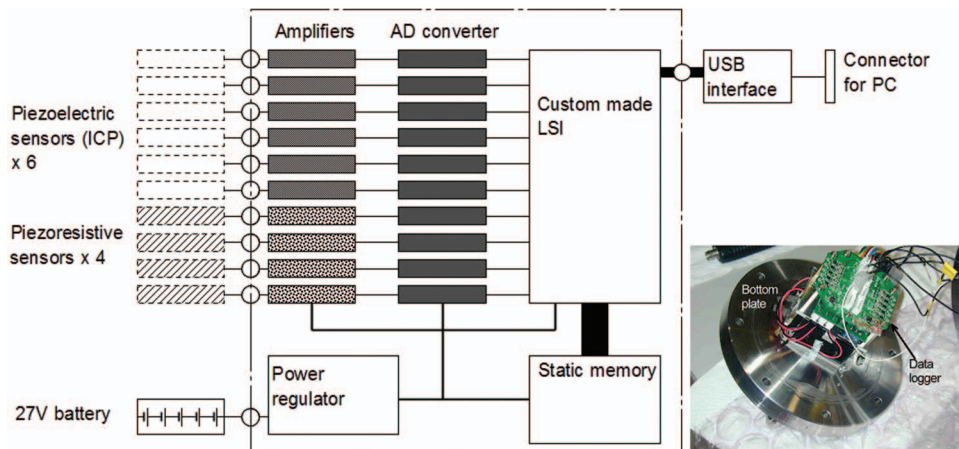 Amplifiers
AD converter
Piezoelectric
sensors (ICP)
x 6
Piezoresistive
sensors x 4
Custom made
LSI
USB
interface
Connector
for PC
Power
regulator
Static memory
27V battery
Bottom
plate
Data
logger